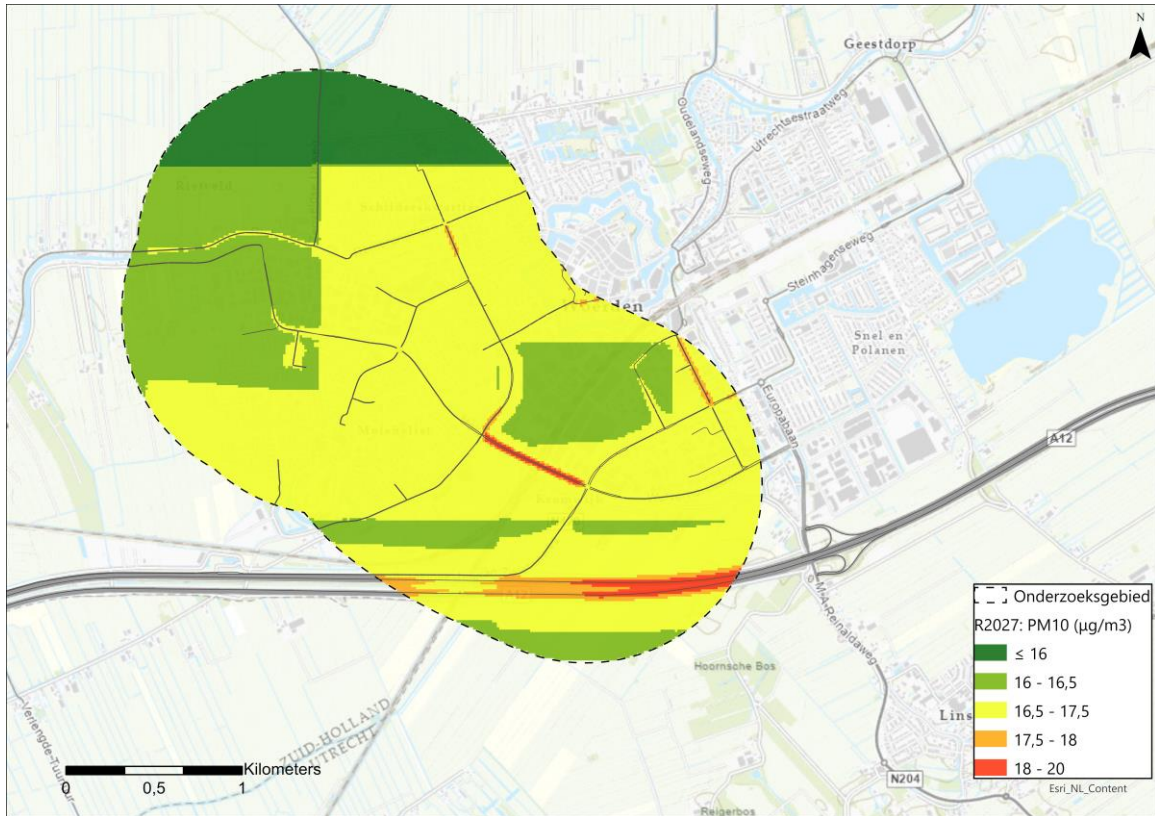 N
Geestdorp
Oudelandseweg
Utrechtsestraatweg
Rietveld
Steinhagenseweg
Snel en
Polanen
Europabaan
A12
Molenvliet
M-A-Reinaldaweg
Hoornsche Bos
ZUID-HOLLAND
UTRECHT
Lins
N204
Reigerbos
Onderzoeksgebied
R2027: PM10 (µg/m3)
≤ 16
16 - 16,5
16,5 - 17,5
17,5 - 18
18 - 20
Kilometers
0 0,5 1
Esri_NL_Content